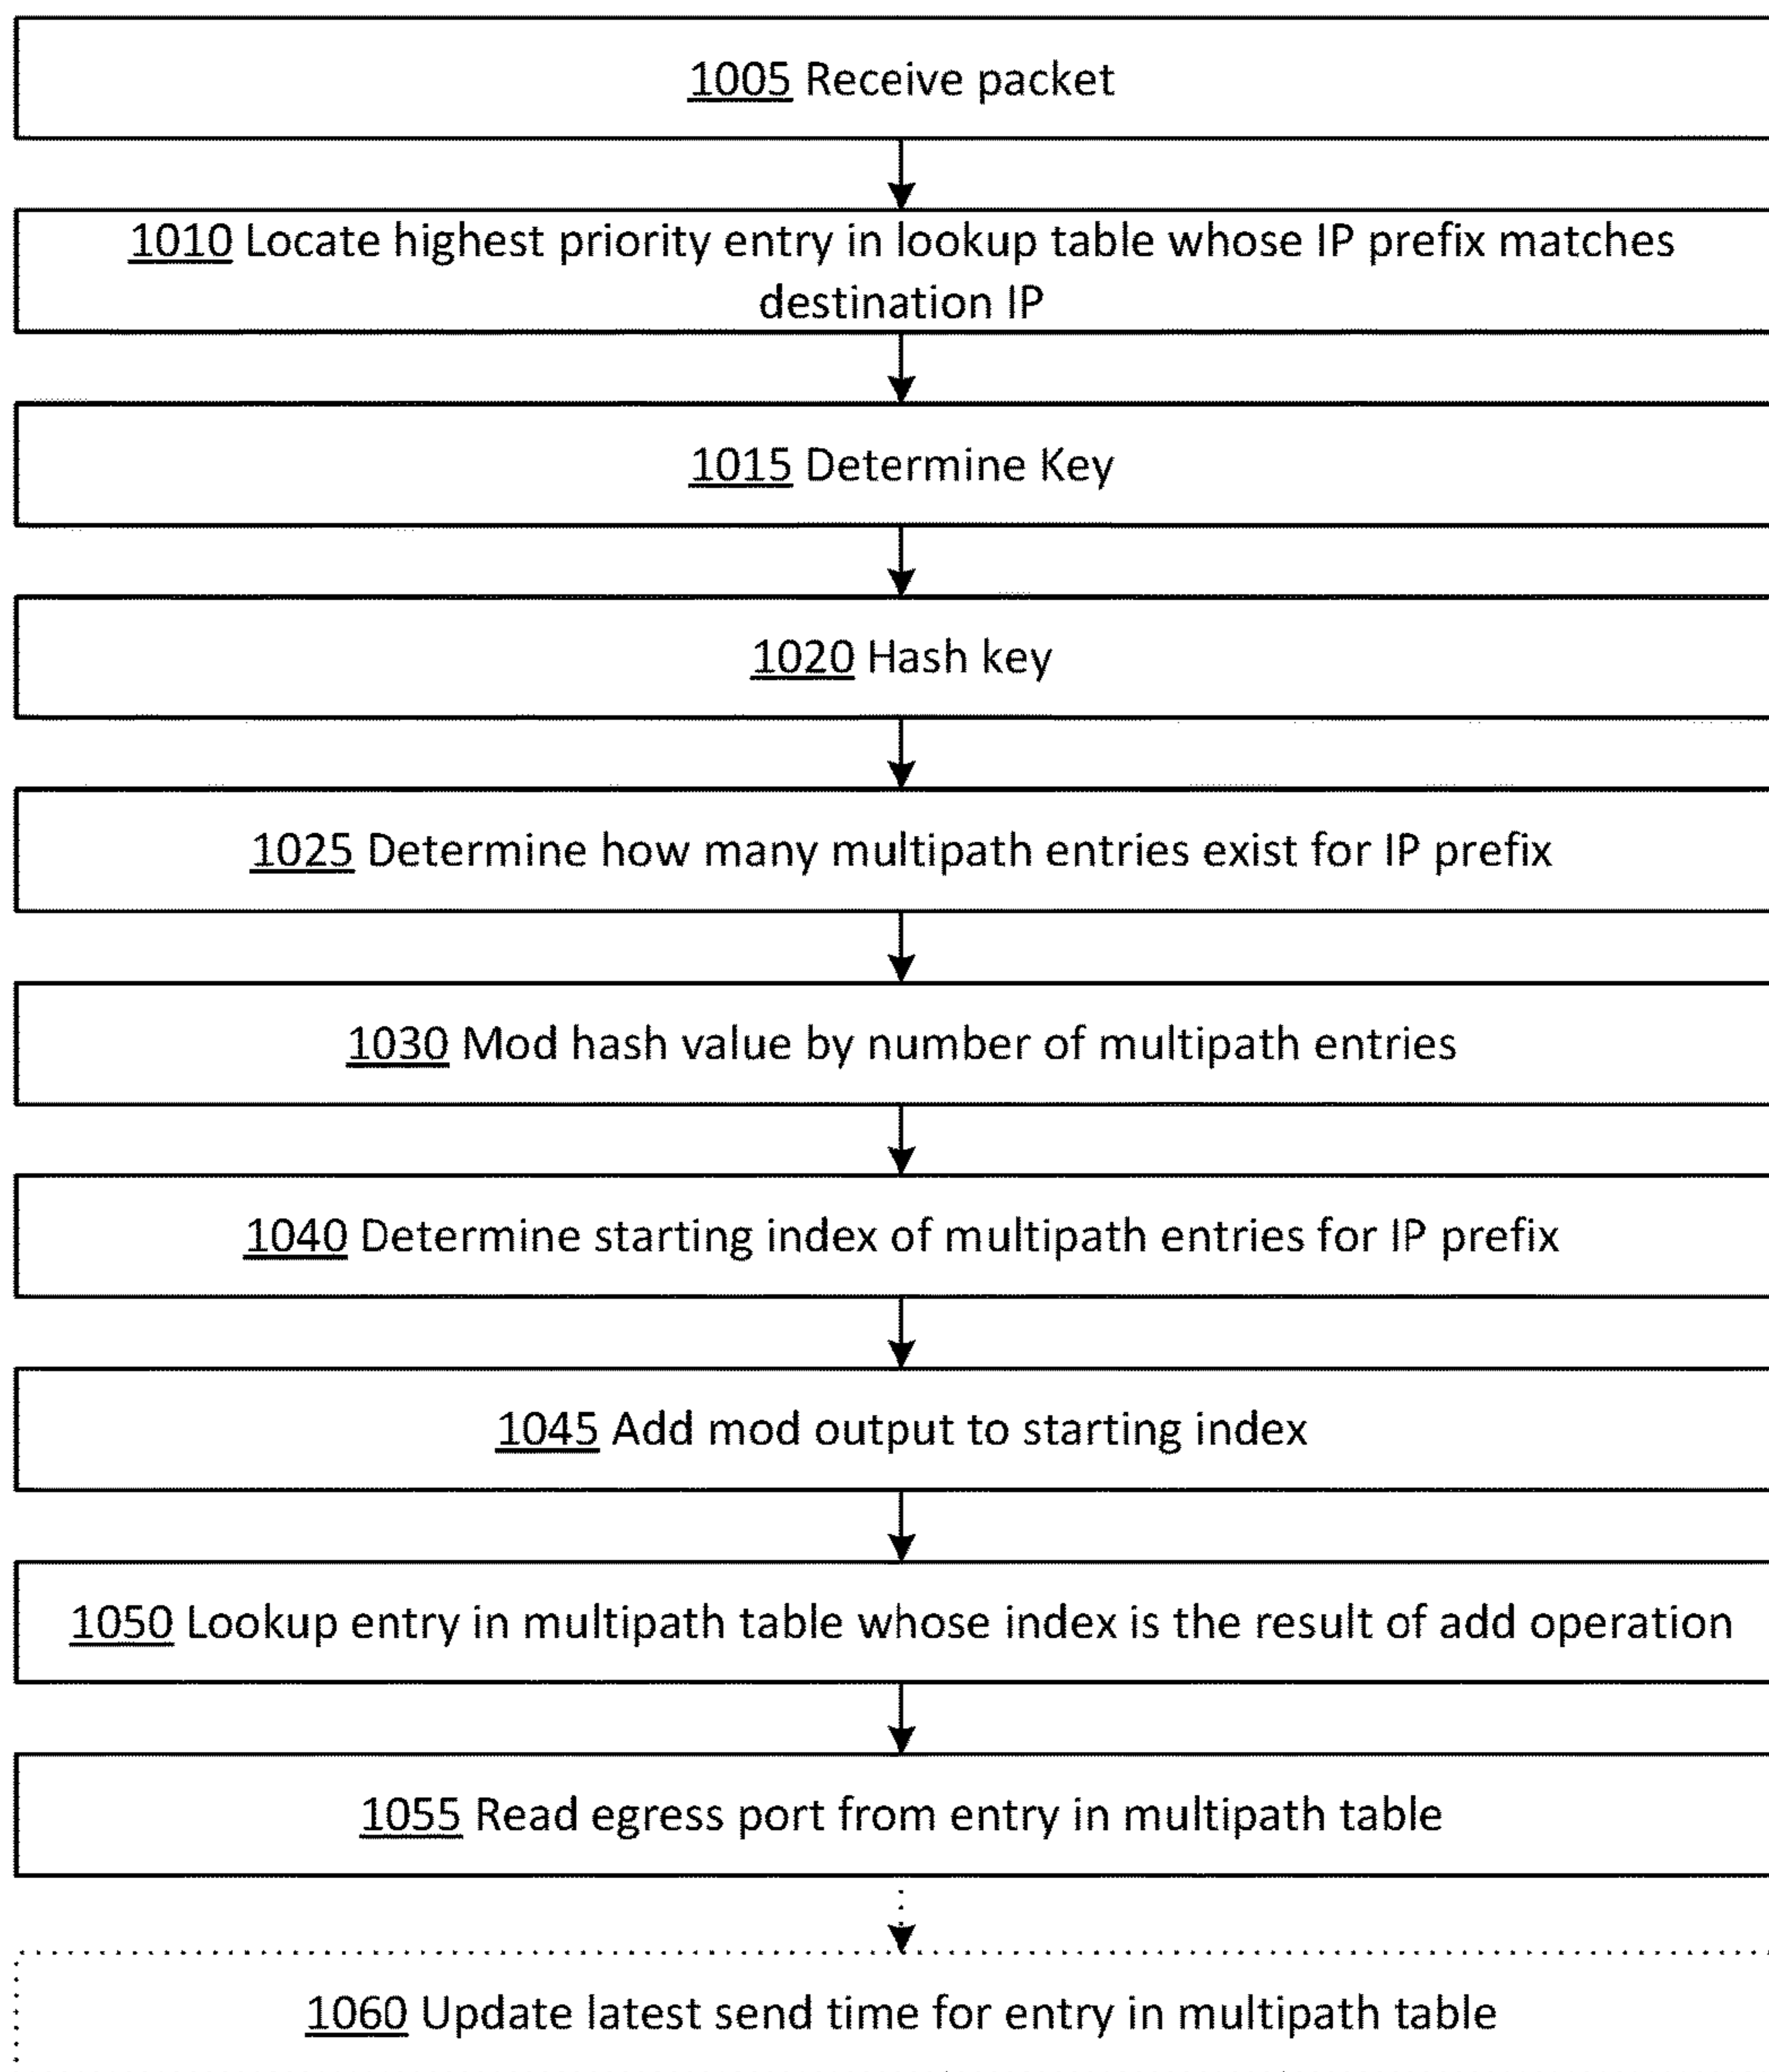 1005 Receive packet
1010 Locate highest priority entry in lookup table whose IP prefix matches
destination IP
1015 Determine Key
1020 Hash key
1025 Determine how many multipath entries exist for IP prefix
1030 Mod hash value by number of multipath entries
1040 Determine starting index of multipath entries for IP prefix
1045 Add mod output to starting index
1050 Lookup entry in multipath table whose index is the result of add operation
1055 Read egress port from entry in multipath table
1060 Update latest send time for entry in multipath table